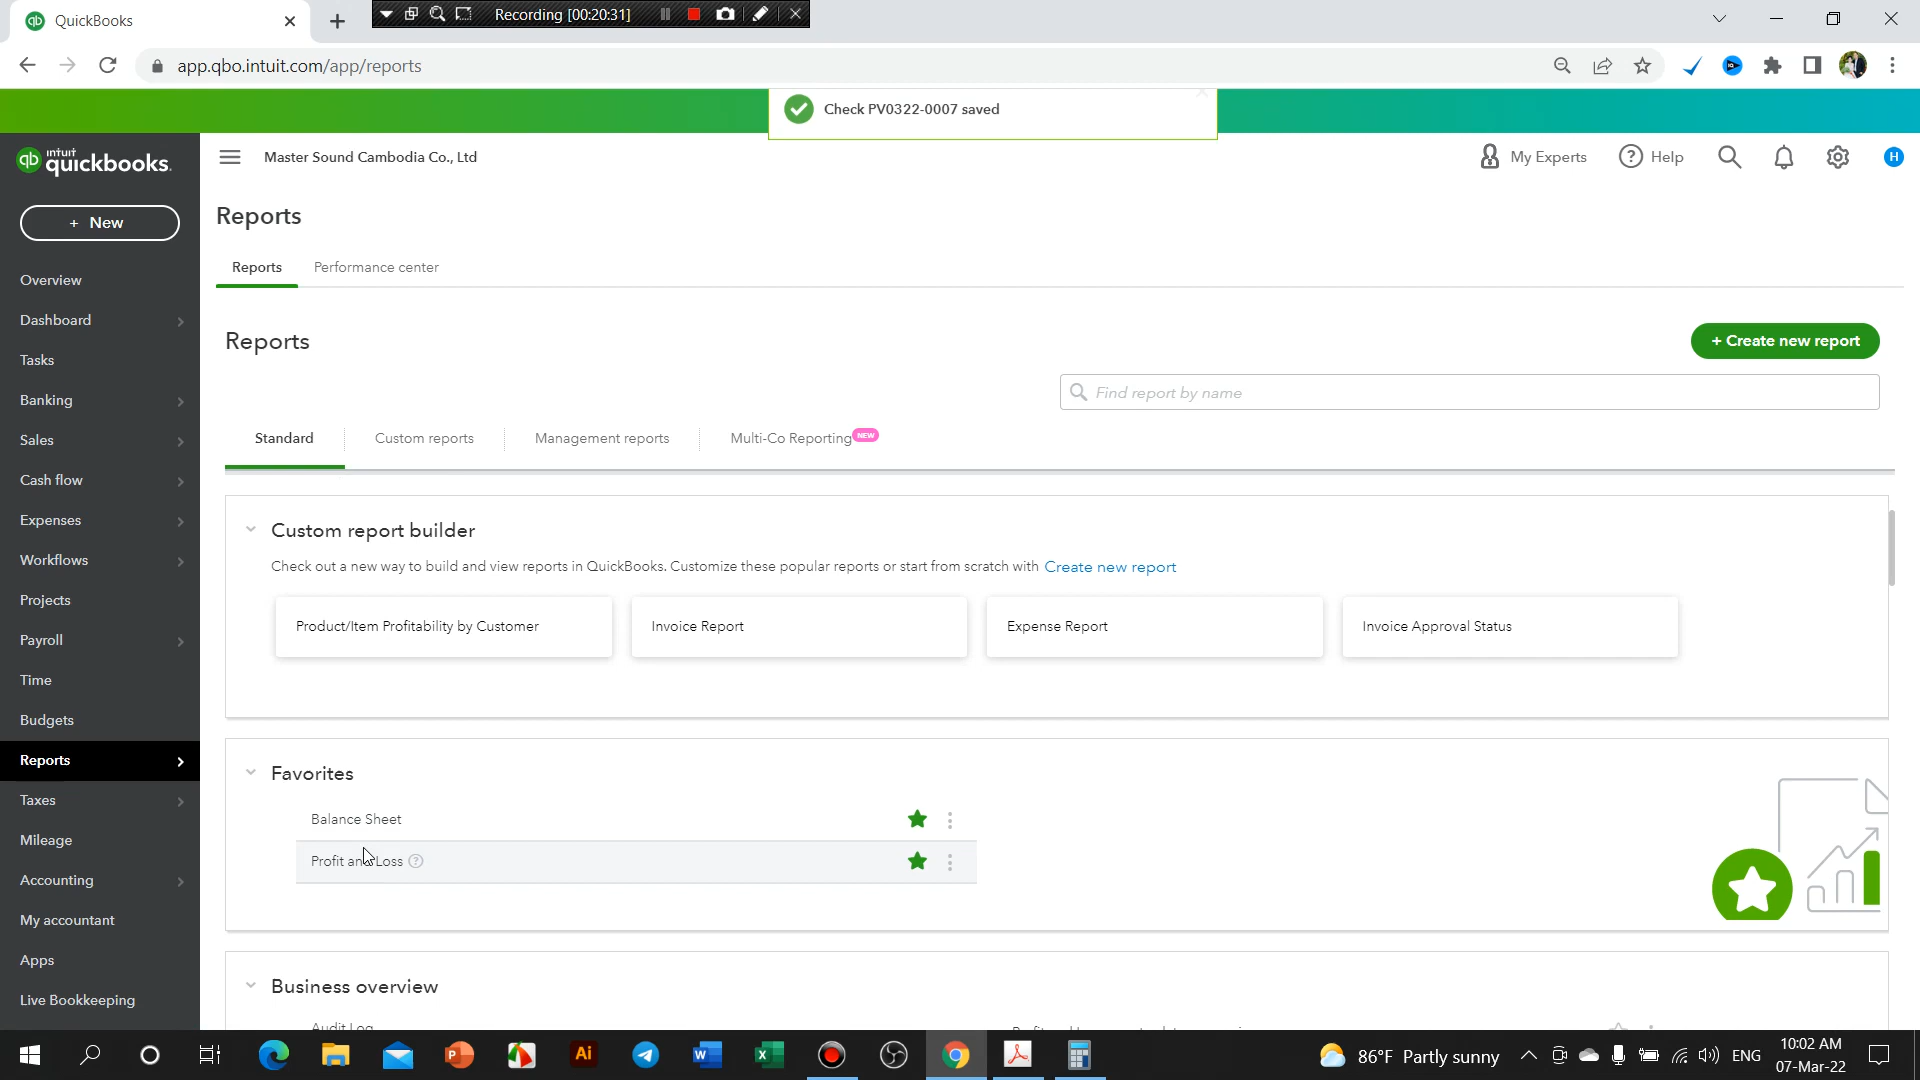 QuickBooks
Recording [00:20:31]
app.qbo.intuit.com/app/reports
Check PV0322-0007 saved
intuit
quickbooks.
Master Sound Cambodia Co., Ltd
My Experts
Help
H
+ New
Reports
Reports
Performance center
Overview
Dashboard
Tasks
Banking
Sales
Cash flow
Expenses
Workflows
Projects
Payroll
Time
Budgets
Reports
Taxes
Mileage
Accounting
My accountant
Apps
Live Bookkeeping
Reports
+ Create new report
Find report by name
Standard
Custom reports
Management reports
Multi-Co Reporting NEW
Custom report builder
Check out a new way to build and view reports in QuickBooks. Customize these popular reports or start from scratch with Create new report
Product/Item Profitability by Customer
Invoice Report
Expense Report
Invoice Approval Status
Favorites
Balance Sheet
Profit and Loss
Business overview
Audit Log
86°F Partly sunny
ENG
10:02 AM
07-Mar-22